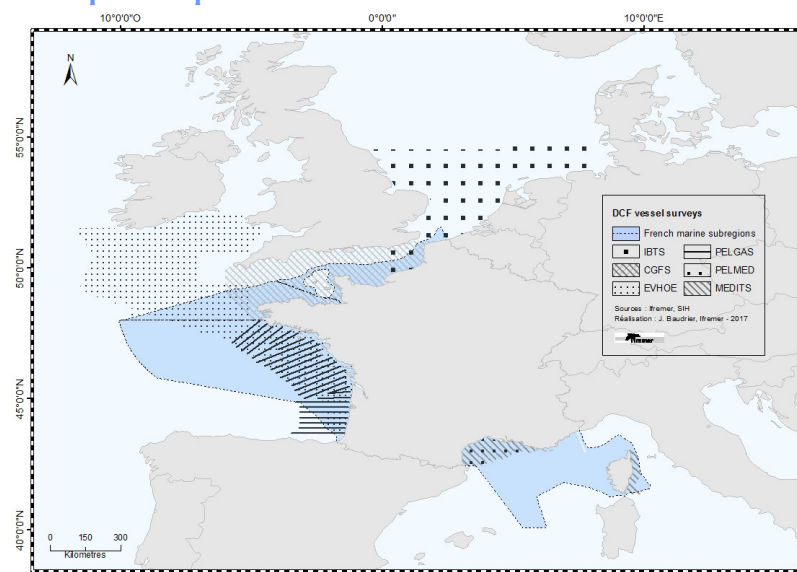 10°0'0"O
0°0'0"
10°0'0"E
N
55°0'0"N
50°0'0"N
45°0'0"N
40°0'0"N
DCF vessel surveys
French marine subregions
IBTS
PELGAS
CGFS
PELMED
EVHOE
MEDITS
Sources : Ifremer, SIH
Réalisation : J. Baudrier, Ifremer - 2017
Ifremer
0 150 300
Kilometres